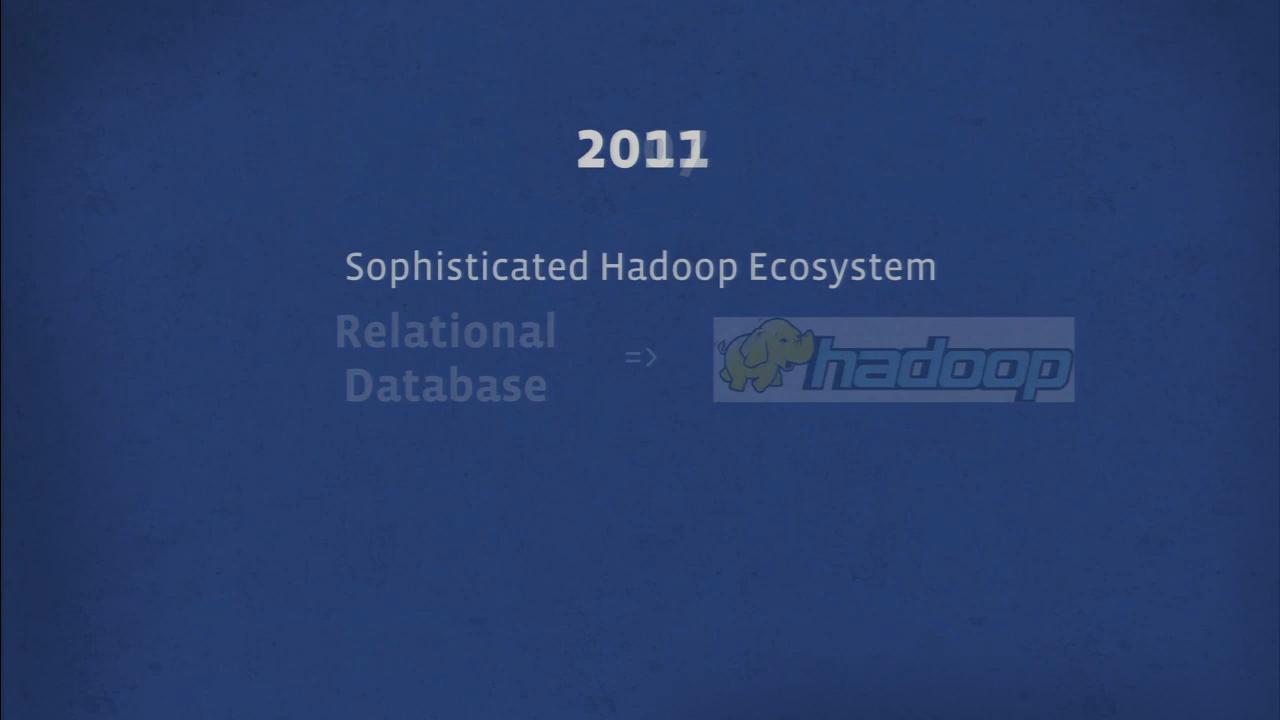 2011
Sophisticated Hadoop Ecosystem
Relational
Database
=>
hadoop